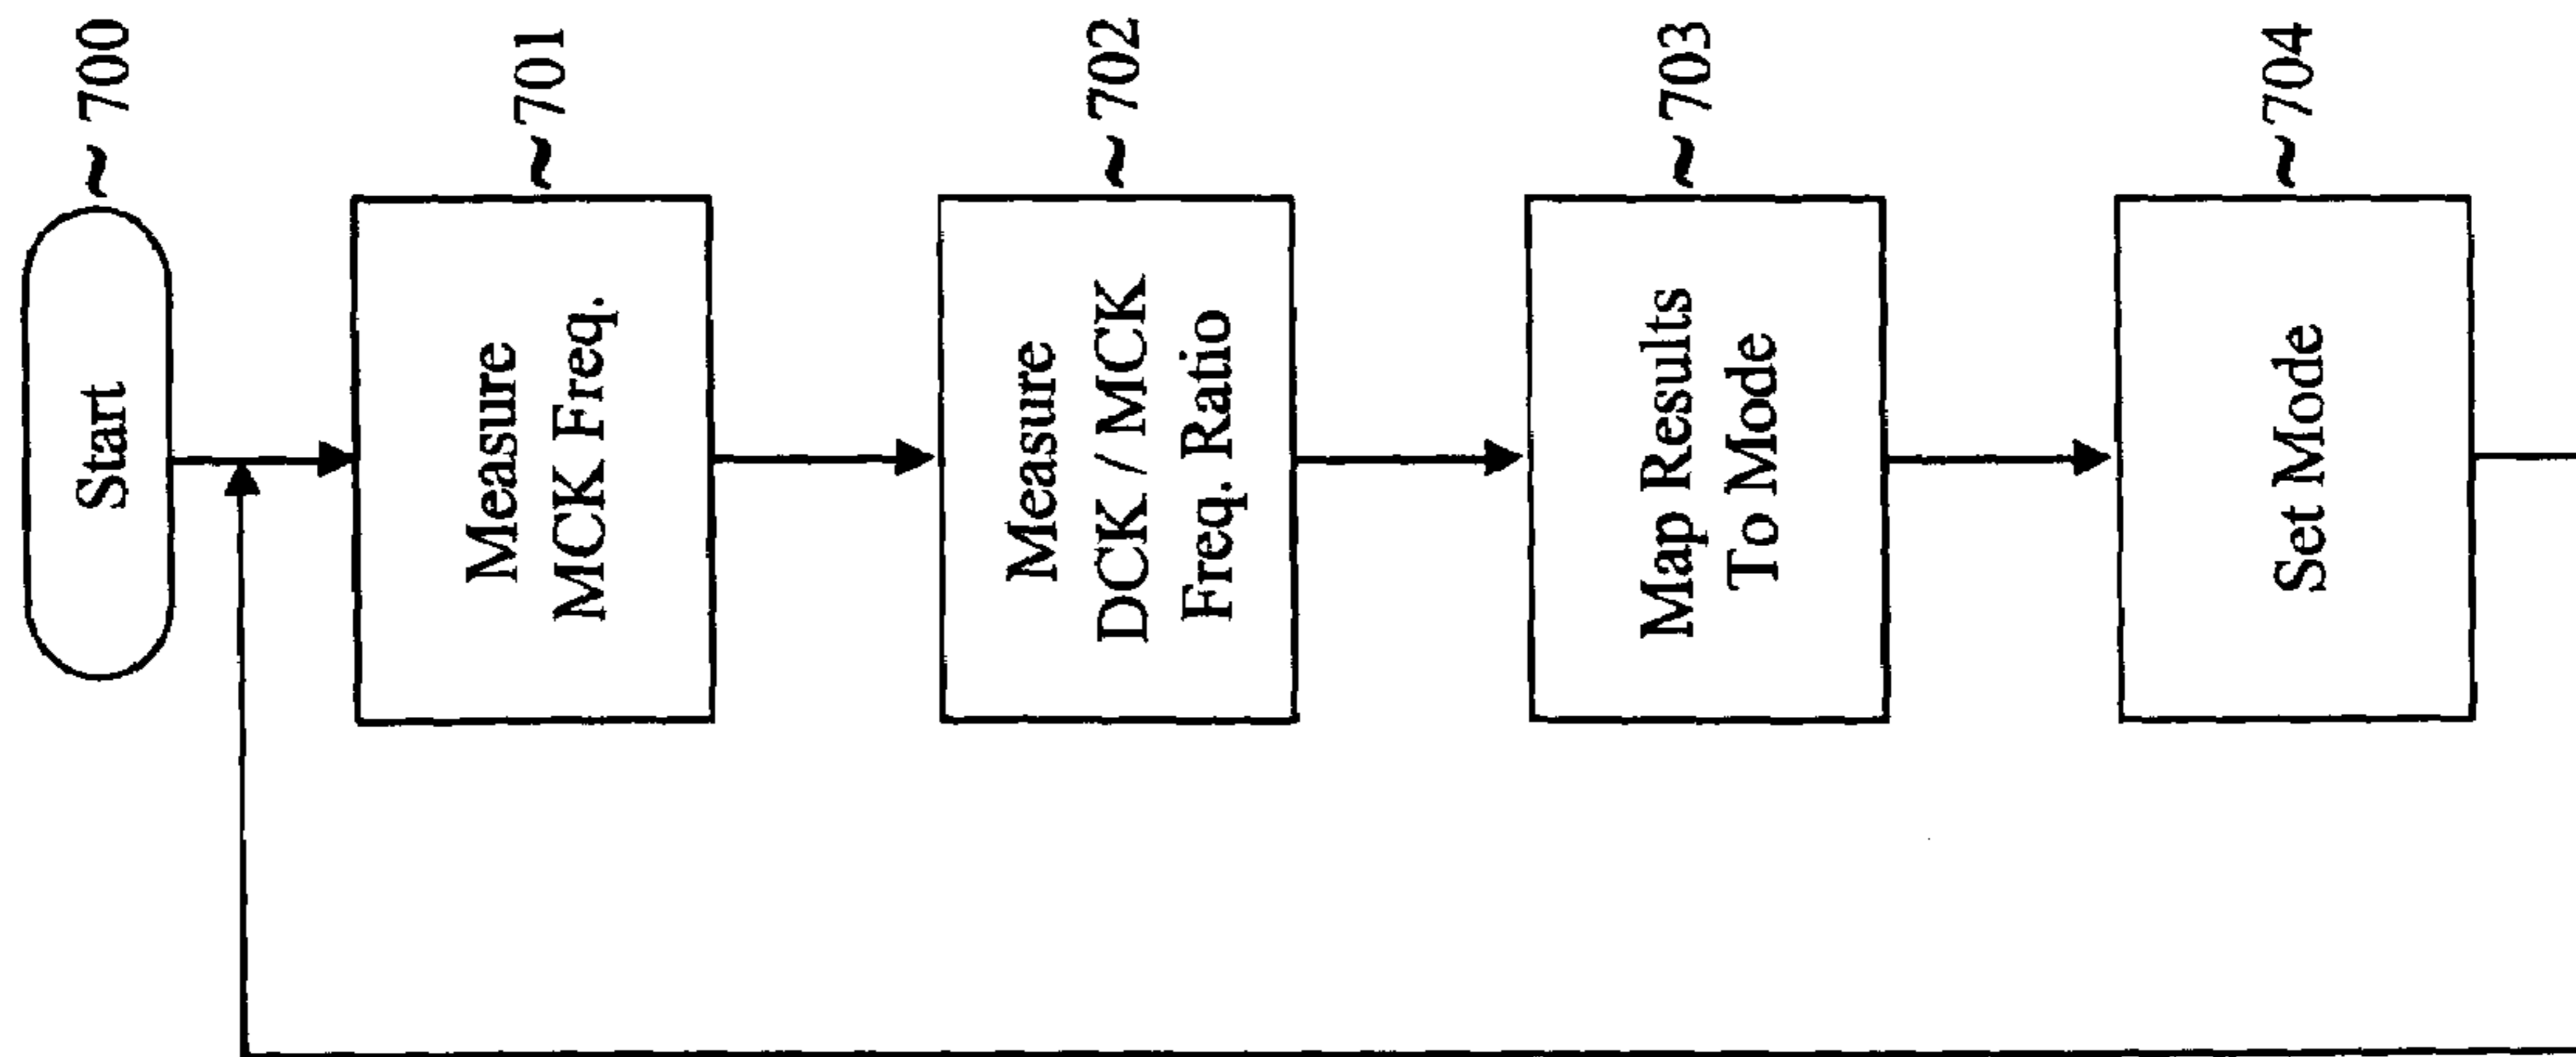 Start
~ 700
Measure
MCK Freq.
~701
Measure
DCK / MCK
Freq. Ratio
~702
Map Results
To Mode
~703
Set Mode
~704